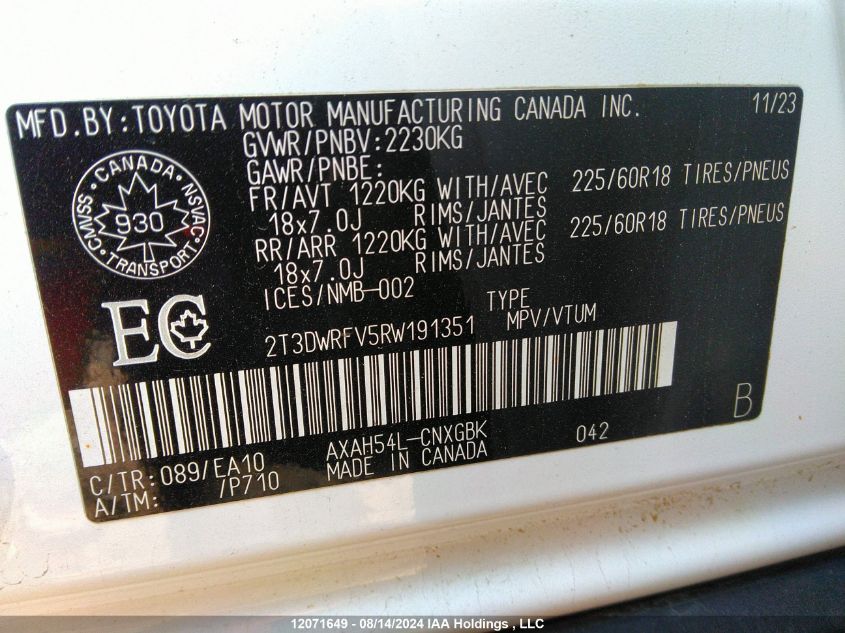 MFD.BY:TOYOTA MOTOR MANUFACTURING CANADA INC. 11/23
GVWR/PNBV:2230KG
GAWR/PNBE:
FR/AVT 1220KG WITH/AVEC 225/60R18 TIRES/PNEUS
18x7.0J RIMS/JANTES
RR/ARR 1220KG WITH/AVEC 225/60R18 TIRES/PNEUS
18x7.0J RIMS/JANTES
ICES/NMB-002 TYPE
2T3DWRFV5RW191351 MPV/VTUM
CANADA
CMVSS NSVAC
930
TRANSPORT
EC
B
C/TR:089/EA10 AXAH54L-CNXGBK 042
A/TM: /P710 MADE IN CANADA
12071649 - 08/14/2024 IAA Holdings , LLC